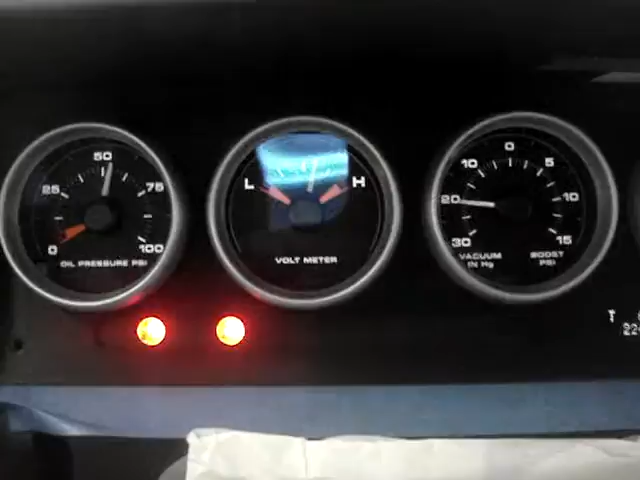 50
25 75
0 100
OIL PRESSURE PSI
L H
VOLT METER
0
10 5
20 10
30 15
VACUUM BOOST
IN Hg PSI